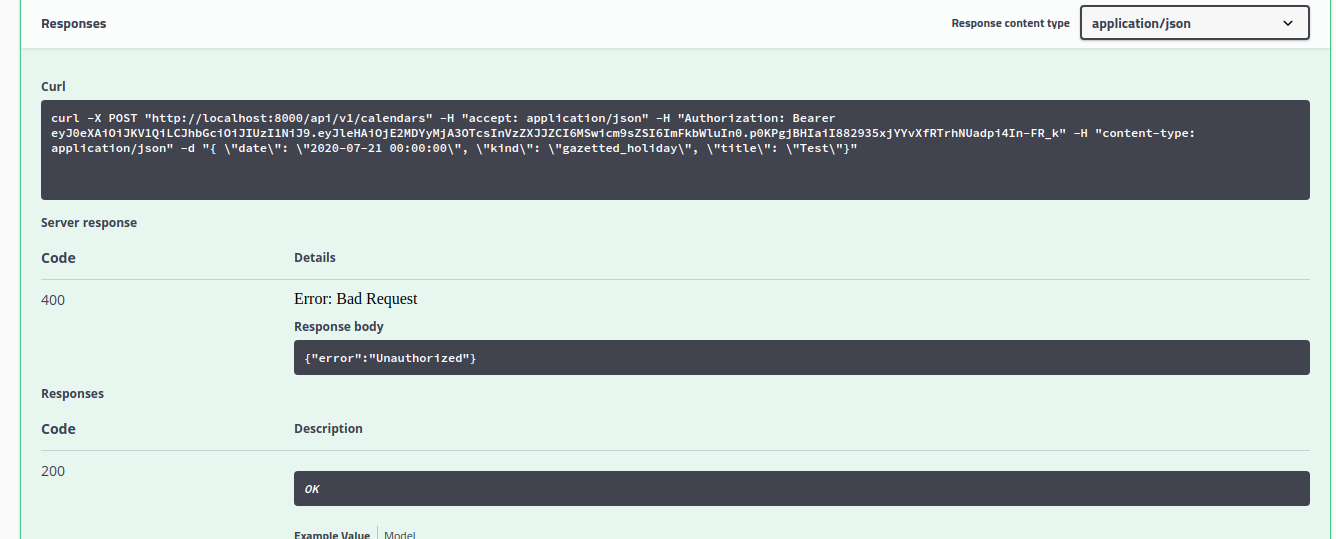 Responses
Response content type
application/json
Curl
curl -X POST "http://localhost:8000/api/v1/calendars" -H "accept: application/json" -H "Authorization: Bearer
eyJ0eXAiOiJKV1QiLCJhbGciOiJIUzI1NiJ9.eyJleHAiOjE2MDYyMjA3OTcsInVzZXJJZCI6MSwicm9sZSI6ImFkbWluIn0.p0KPgjBHIaiI882935xjYYvXfRTrhNUadpi4In-FR_k" -H "content-type:
application/json" -d "{ \"date\": \"2020-07-21 00:00:00\", \"kind\": \"gazetted_holiday\", \"title\": \"Test\"}"
Server response
Code
Details
400
Error: Bad Request
Response body
{"error":"Unauthorized"}
Responses
Code
Description
200
OK
Example Value
Model